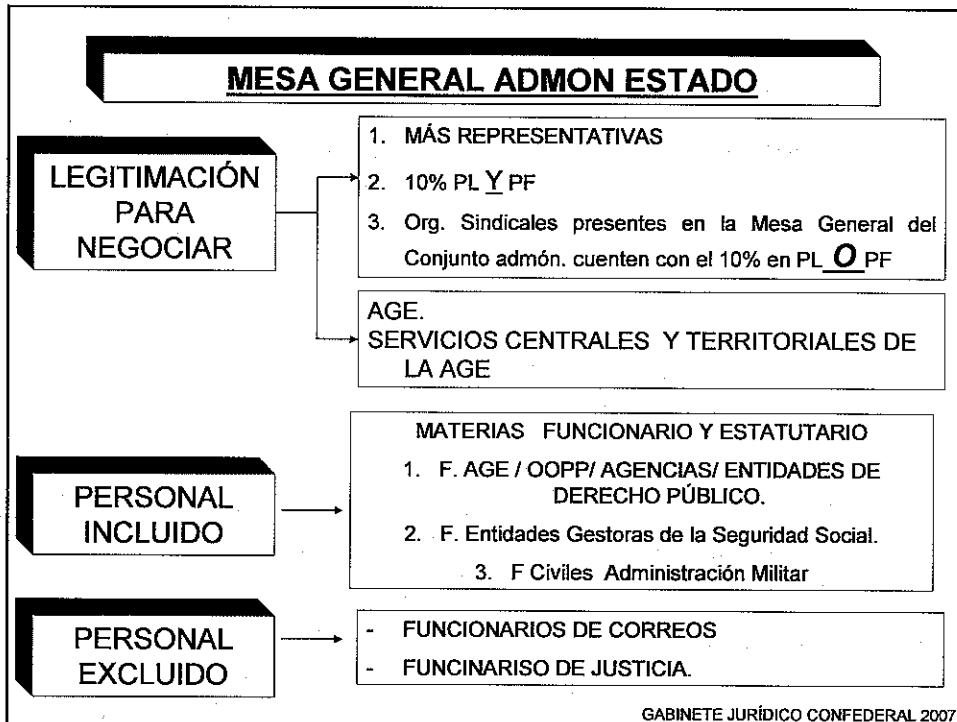 MESA GENERAL ADMON ESTADO
LEGITIMACIÓN
PARA
NEGOCIAR
1. MÁS REPRESENTATIVAS
2. 10% PL Y PF
3. Org. Sindicales presentes en la Mesa General del
Conjunto admón. cuenten con el 10% en PL O PF
AGE.
SERVICIOS CENTRALES Y TERRITORIALES DE
LA AGE
PERSONAL
INCLUIDO
MATERIAS FUNCIONARIO Y ESTATUTARIO
1. F. AGE / OOPP/ AGENCIAS/ ENTIDADES DE
DERECHO PÚBLICO.
2. F. Entidades Gestoras de la Seguridad Social.
3. F Civiles Administración Militar
PERSONAL
EXCLUIDO
- FUNCIONARIOS DE CORREOS
- FUNCINARISO DE JUSTICIA.
GABINETE JURÍDICO CONFEDERAL 2007